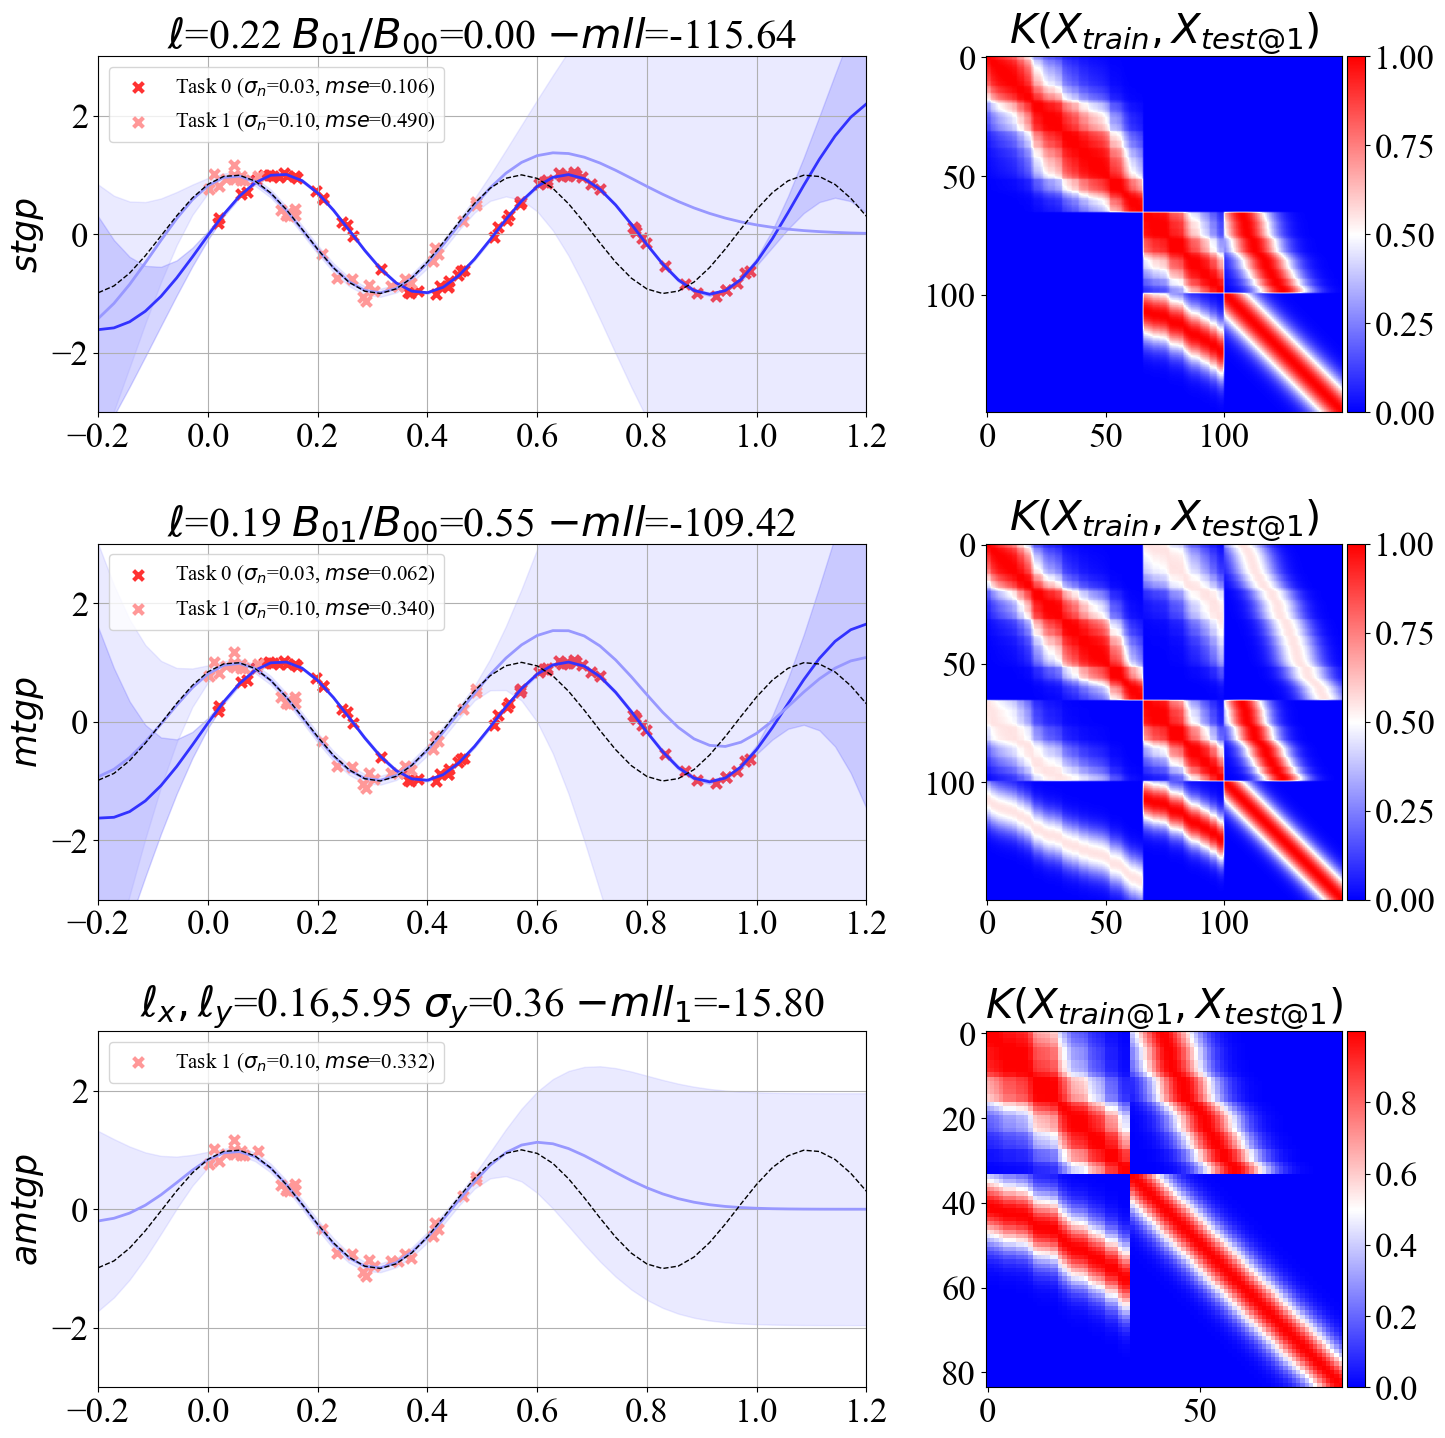 ℓ=0.22 B₀₁/B₀₀=0.00 −mll=-115.64
K(X_train, X_test@1)
stgp
Task 0 (σₙ=0.03, mse=0.106)
Task 1 (σₙ=0.10, mse=0.490)
2
0
−2
−0.2 0.0 0.2 0.4 0.6 0.8 1.0 1.2
0
50
100
0 50 100
1.00
0.75
0.50
0.25
0.00
ℓ=0.19 B₀₁/B₀₀=0.55 −mll=-109.42
K(X_train, X_test@1)
mtgp
Task 0 (σₙ=0.03, mse=0.062)
Task 1 (σₙ=0.10, mse=0.340)
2
0
−2
−0.2 0.0 0.2 0.4 0.6 0.8 1.0 1.2
0
50
100
0 50 100
1.00
0.75
0.50
0.25
0.00
ℓₓ, ℓ_y=0.16,5.95 σ_y=0.36 −mll₁=-15.80
K(X_train@1, X_test@1)
amtgp
Task 1 (σₙ=0.10, mse=0.332)
2
0
−2
−0.2 0.0 0.2 0.4 0.6 0.8 1.0 1.2
0
20
40
60
80
0 50
0.8
0.6
0.4
0.2
0.0